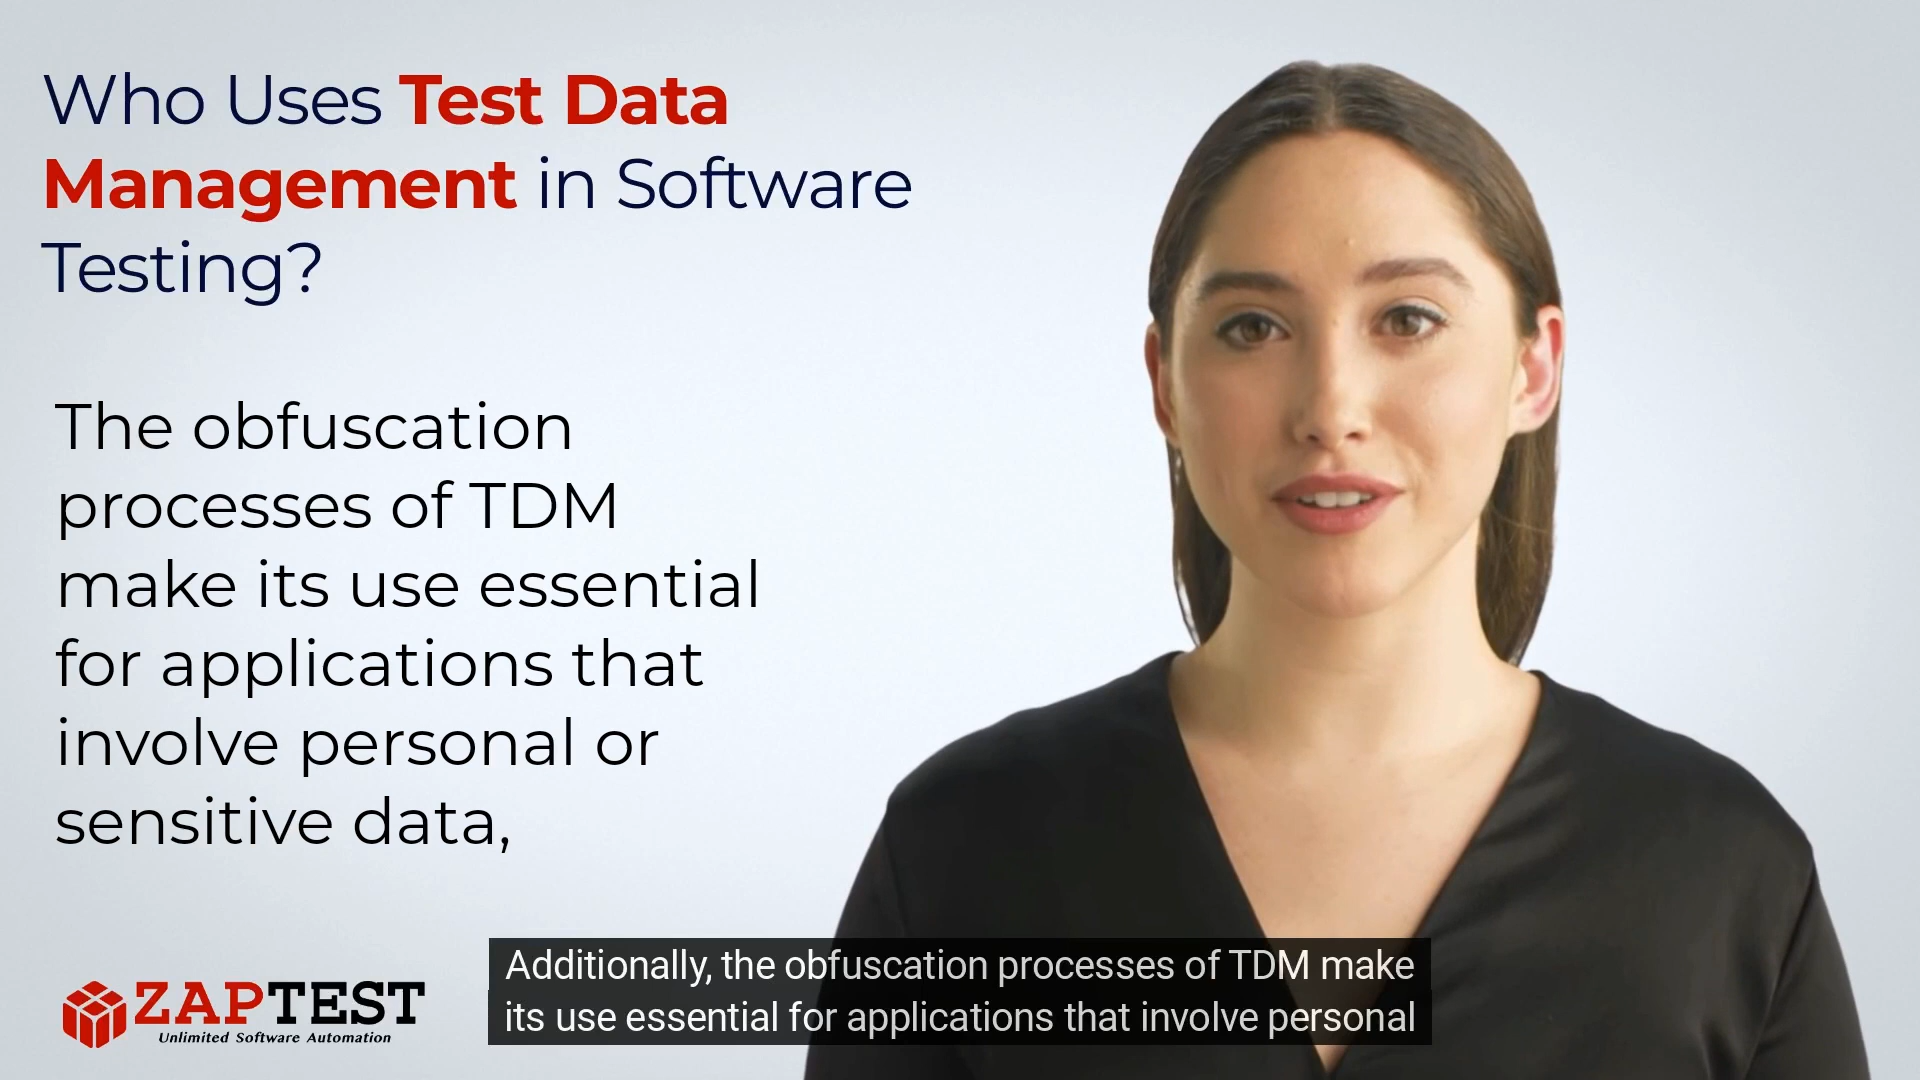 Who Uses Test Data
Management in Software
Testing?
The obfuscation
processes of TDM
make its use essential
for applications that
involve personal or
sensitive data,
ZAPTEST
Unlimited Software Automation
Additionally, the obfuscation processes of TDM make
its use essential for applications that involve personal